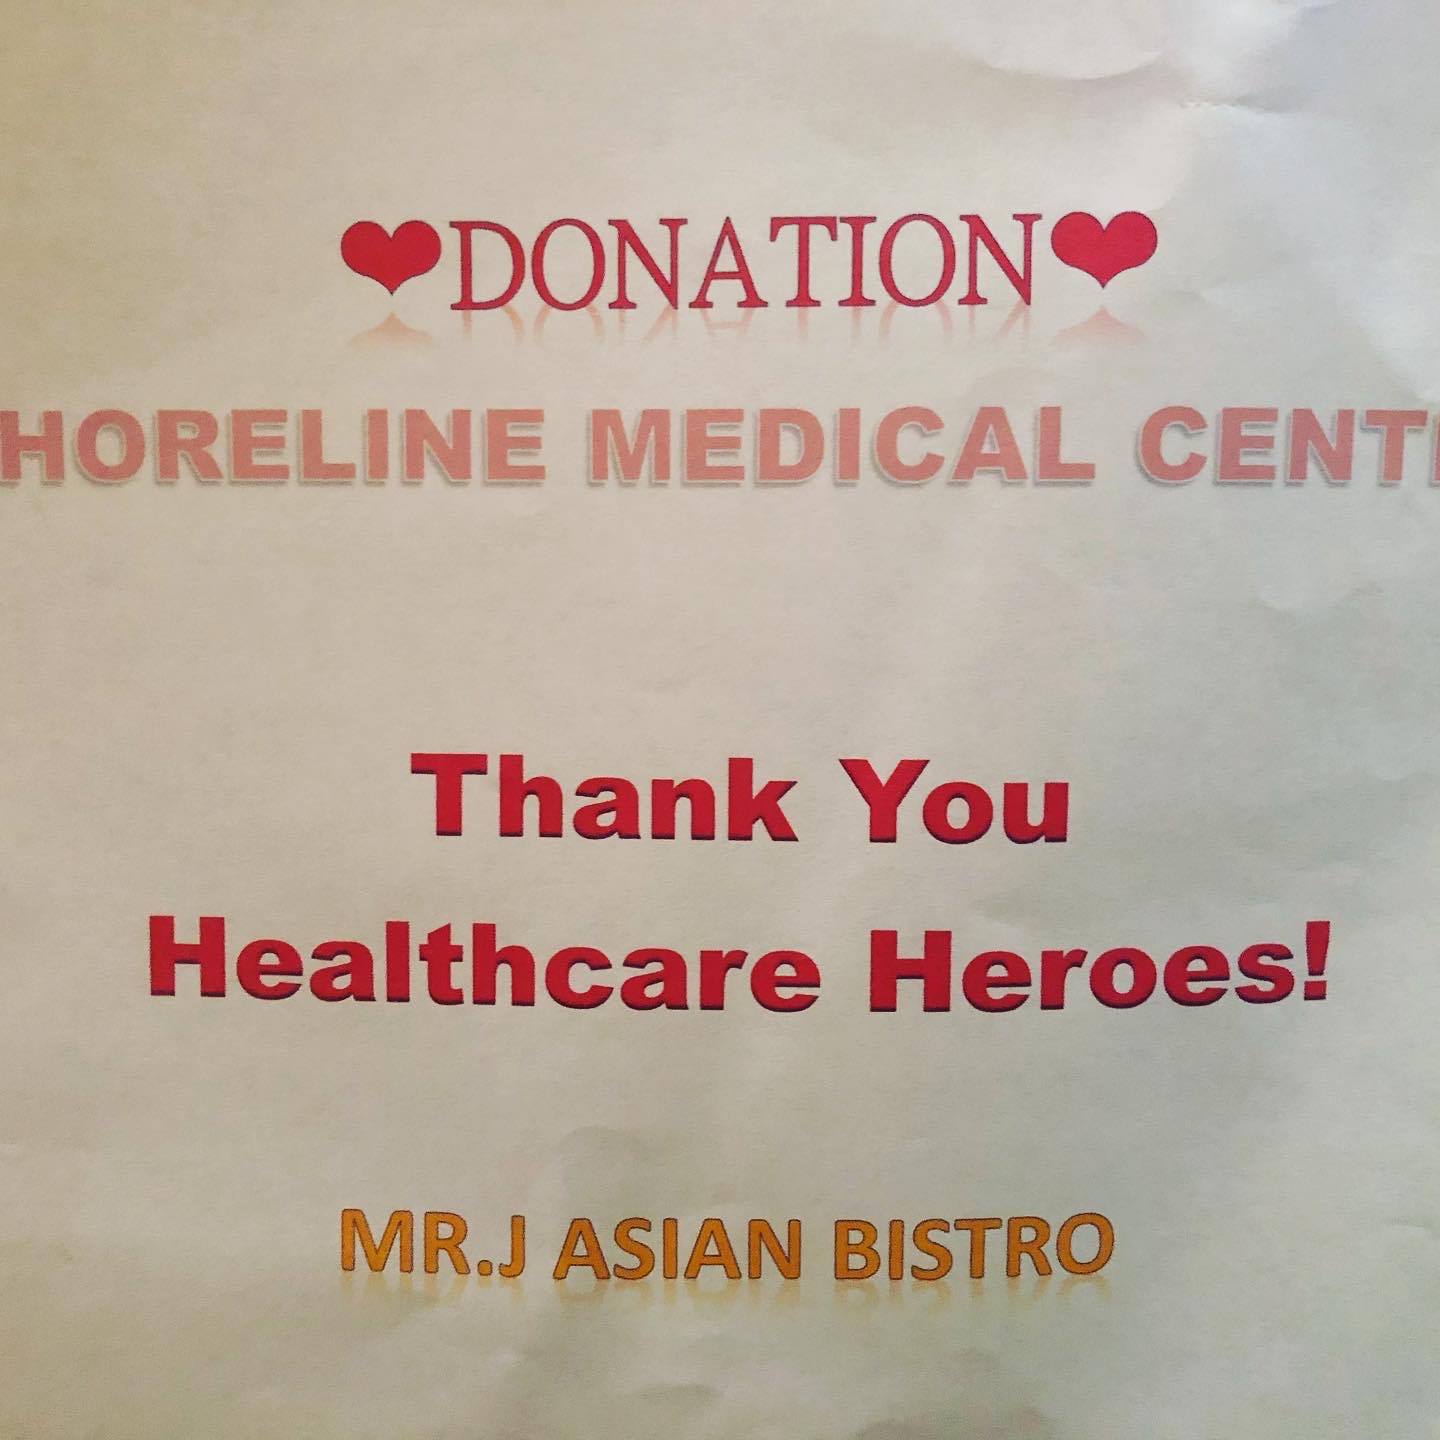 ❤DONATION❤
HORELINE MEDICAL CENT
Thank You
Healthcare Heroes!
MR.J ASIAN BISTRO